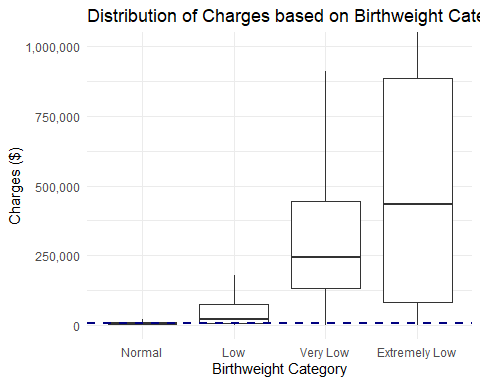 Distribution of Charges based on Birthweight Cate
1,000,000
750,000
500,000
250,000
0
Charges ($)
Normal Low Very Low Extremely Low
Birthweight Category